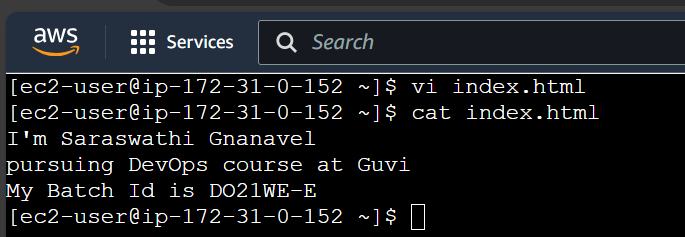 aws
Services
Search
[ec2-user@ip-172-31-0-152 ~]$ vi index.html
[ec2-user@ip-172-31-0-152 ~]$ cat index.html
I'm Saraswathi Gnanavel
pursuing DevOps course at Guvi
My Batch Id is DO21WE-E
[ec2-user@ip-172-31-0-152 ~]$